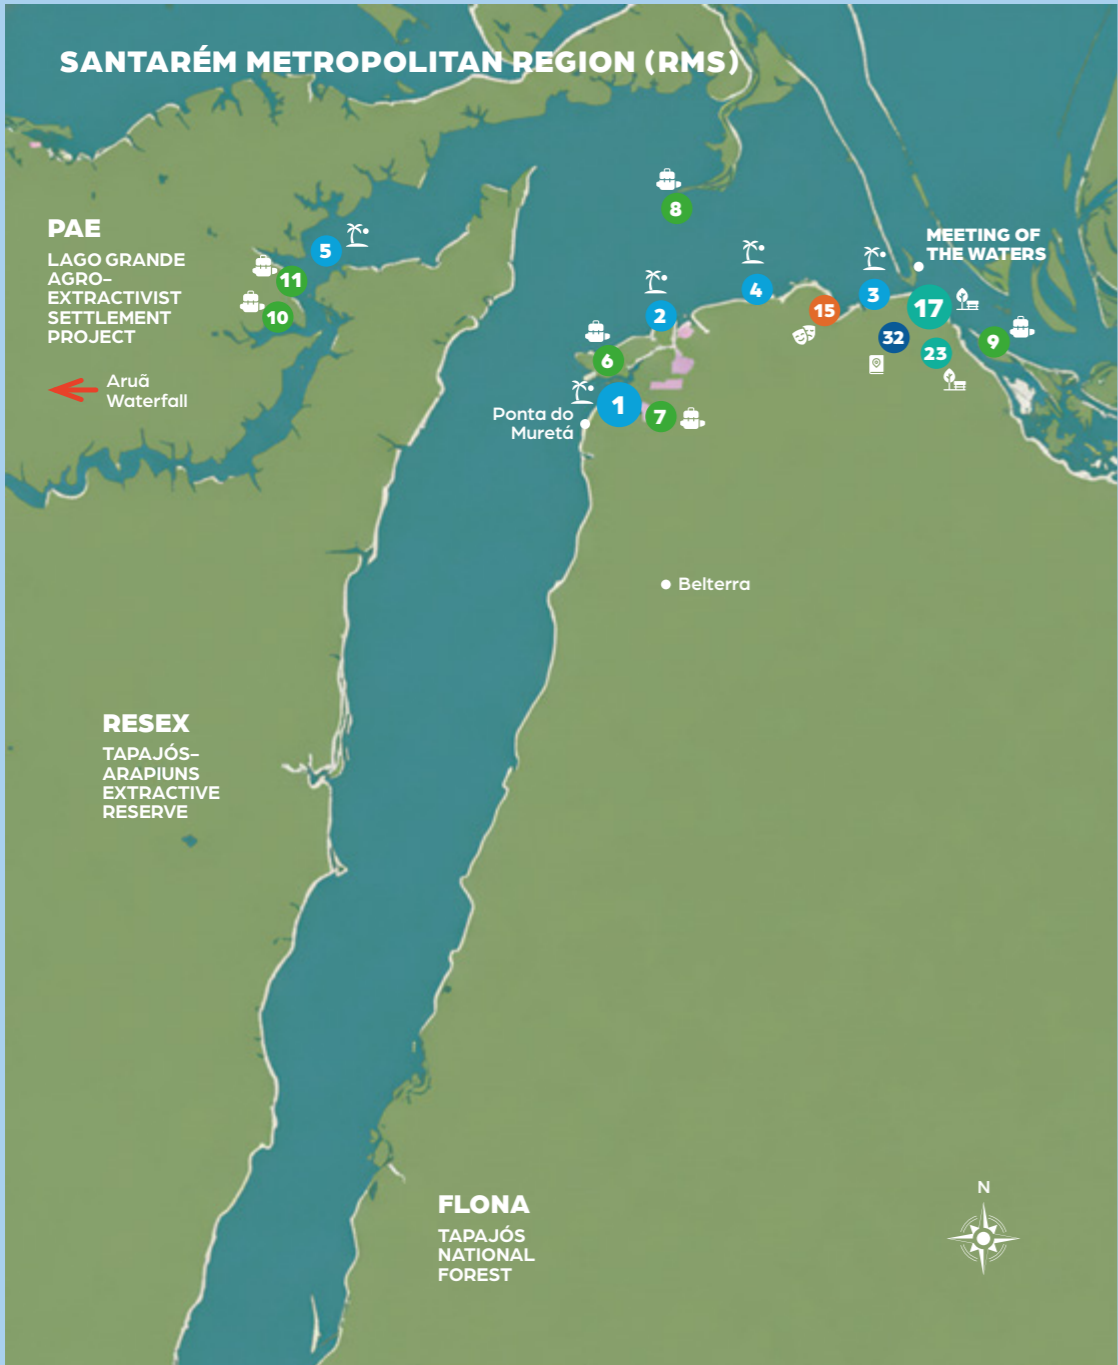 SANTARÉM METROPOLITAN REGION (RMS)
8
PAE
LAGO GRANDE
AGRO-
EXTRACTIVIST
SETTLEMENT
PROJECT
5
11
10
Aruã
Waterfall
MEETING OF
THE WATERS
4
3
17
2
15
32
23
9
6
1
7
Ponta do
Muretá
Belterra
RESEX
TAPAJÓS-
ARAPIUNS
EXTRACTIVE
RESERVE
FLONA
TAPAJÓS
NATIONAL
FOREST
N